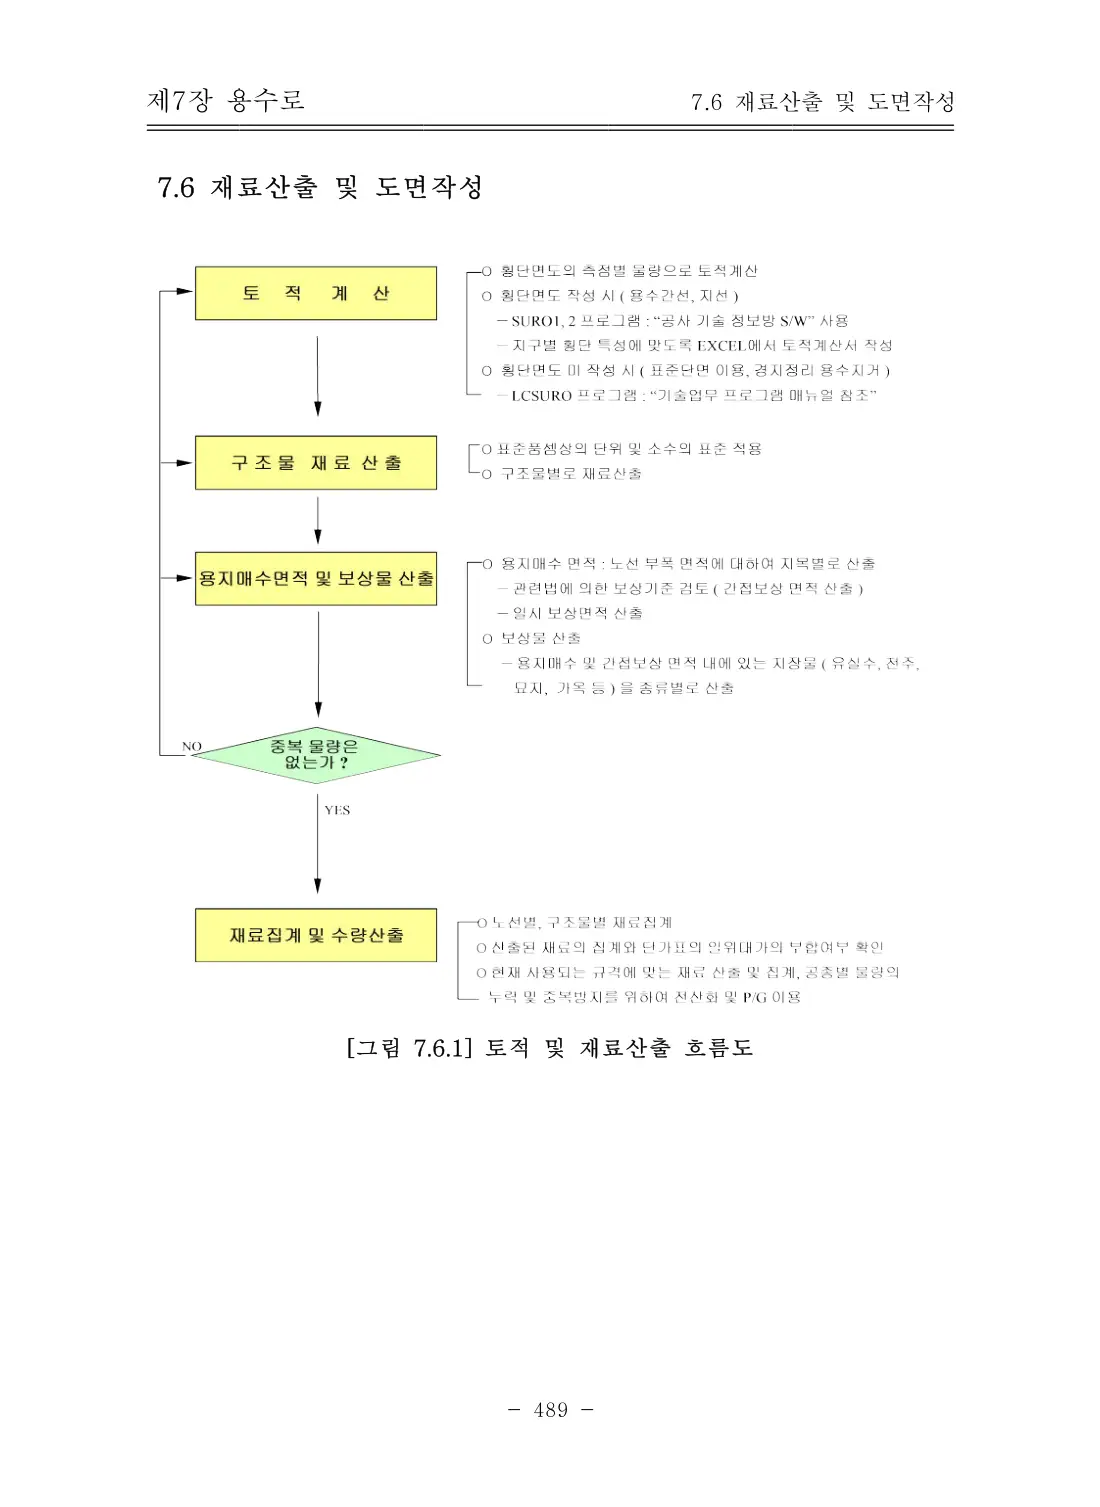 제7장 용수로
7.6 재료산출 및 도면작성
7.6 재료산출 및 도면작성
토 적 계 산
O 횡단면도의 측점별 물량으로 토적계산
O 횡단면도 작성 시 ( 용수간선, 지선 )
– SURO1, 2 프로그램 : “공사 기술 정보방 S/W” 사용
– 지구별 횡단 특성에 맞도록 EXCEL에서 토적계산서 작성
O 횡단면도 미 작성 시 ( 표준단면 이용, 경지정리 용수지거 )
– LCSURO 프로그램 : “기술업무 프로그램 매뉴얼 참조”
구 조 물 재 료 산 출
O 표준품셈상의 단위 및 소수의 표준 적용
O 구조물별로 재료산출
용지매수면적 및 보상물 산출
O 용지매수 면적 : 노선 부폭 면적에 대하여 지목별로 산출
– 관련법에 의한 보상기준 검토 ( 간접보상 면적 산출 )
– 일시 보상면적 산출
O 보상물 산출
– 용지매수 및 간접보상 면적 내에 있는 지장물 ( 유실수, 전주,
묘지, 가옥 등 ) 을 종류별로 산출
NO
중복 물량은
없는가 ?
YES
재료집계 및 수량산출
O 노선별, 구조물별 재료집계
O 산출된 재료의 집계와 단가표의 일위대가의 부합여부 확인
O 현재 사용되는 규격에 맞는 재료 산출 및 집계, 공종별 물량의
누락 및 중복방지를 위하여 전산화 및 P/G 이용
[그림 7.6.1] 토적 및 재료산출 흐름도
- 489 -